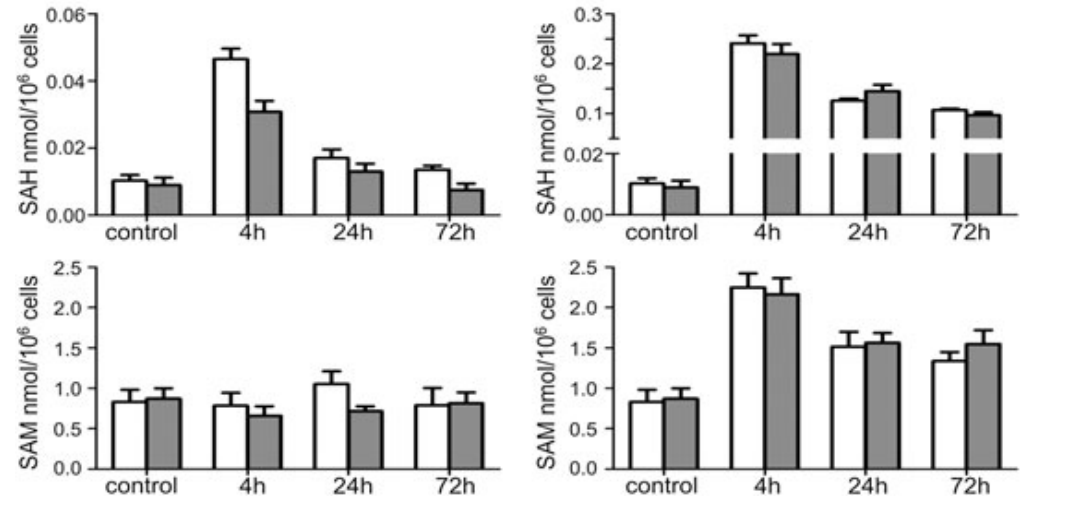 SAH nmol/10⁶ cells
0.06
0.04
0.02
0.00
control 4h 24h 72h
SAH nmol/10⁶ cells
0.3
0.2
0.1
0.02
0.00
control 4h 24h 72h
SAM nmol/10⁶ cells
2.5
2.0
1.5
1.0
0.5
0.0
control 4h 24h 72h
SAM nmol/10⁶ cells
2.5
2.0
1.5
1.0
0.5
0.0
control 4h 24h 72h